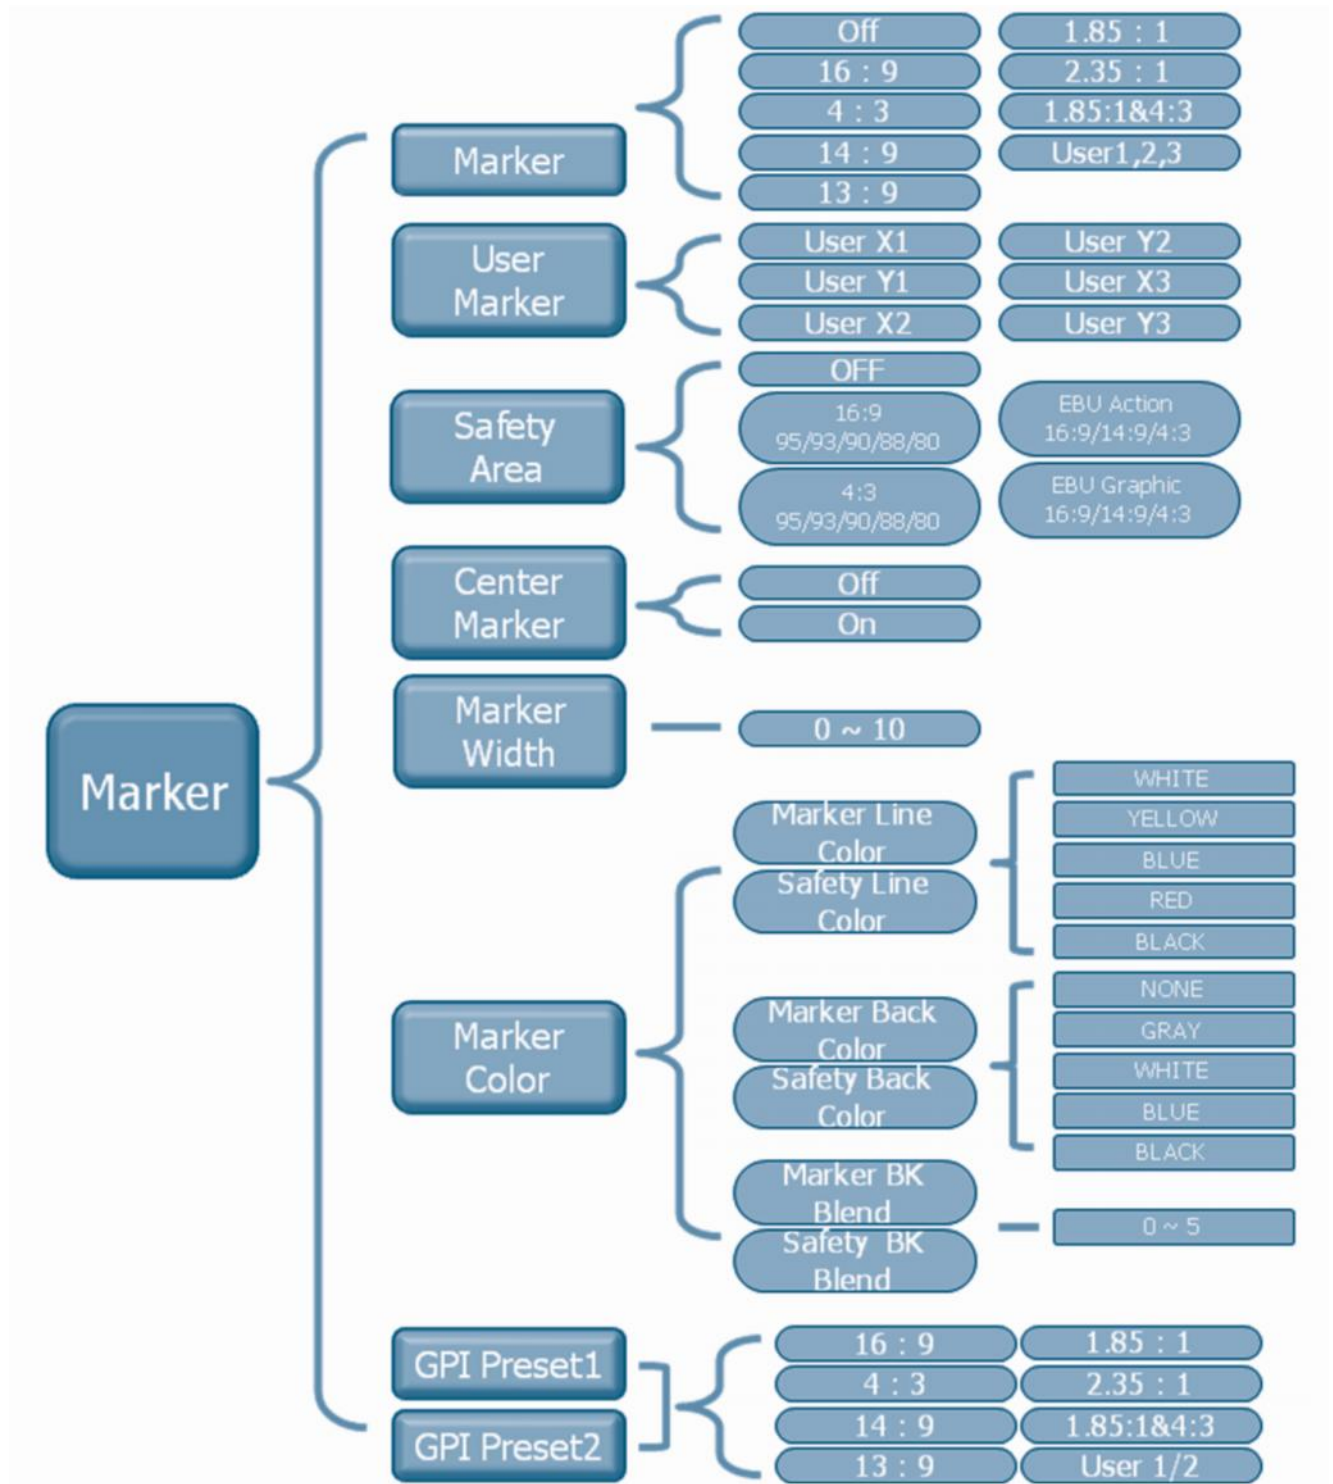 Marker
Marker
Off
1.85 : 1
16 : 9
2.35 : 1
4 : 3
1.85:1&4:3
14 : 9
User1,2,3
13 : 9
User
Marker
User X1
User Y2
User Y1
User X3
User X2
User Y3
Safety
Area
OFF
16:9
95/93/90/88/80
EBU Action
16:9/14:9/4:3
4:3
95/93/90/88/80
EBU Graphic
16:9/14:9/4:3
Center
Marker
Off
On
Marker
Width
0 ~ 10
Marker
Color
Marker Line
Color
Safety Line
Color
WHITE
YELLOW
BLUE
RED
BLACK
Marker Back
Color
Safety Back
Color
NONE
GRAY
WHITE
BLUE
BLACK
Marker BK
Blend
Safety BK
Blend
0 ~ 5
GPI Preset1
GPI Preset2
16 : 9
1.85 : 1
4 : 3
2.35 : 1
14 : 9
1.85:1&4:3
13 : 9
User 1/2